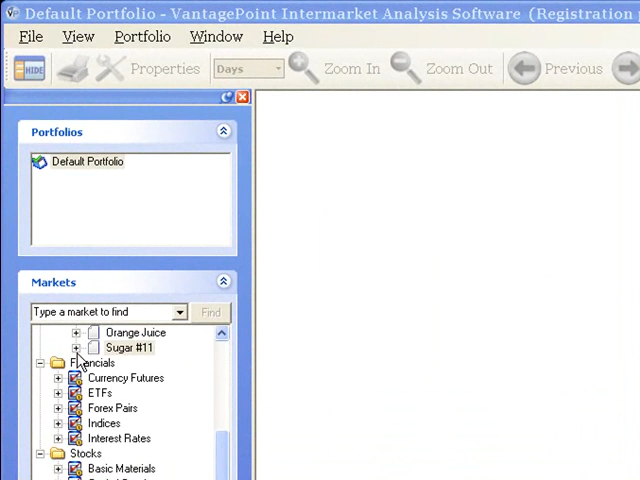 Default Portfolio - VantagePoint Intermarket Analysis Software (Registration
File View Portfolio Window Help
HIDE Properties Days Zoom In Zoom Out Previous
Portfolios
Default Portfolio
Markets
Type a market to find Find
Orange Juice
Sugar #11
Financials
Currency Futures
ETFs
Forex Pairs
Indices
Interest Rates
Stocks
Basic Materials